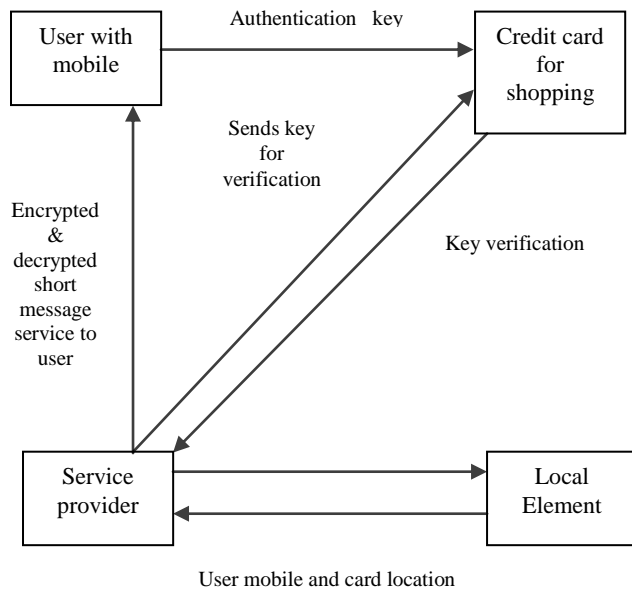 User with
mobile
Authentication key
Credit card
for
shopping
Sends key
for
verification
Encrypted
&
decrypted
short
message
service to
user
Key verification
Service
provider
Local
Element
User mobile and card location